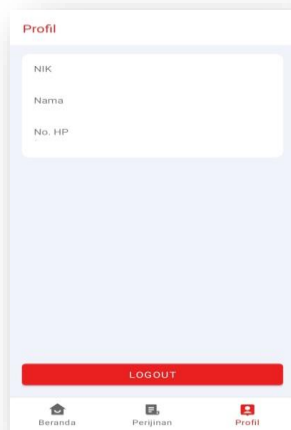 Profil
NIK
Nama
No. HP
LOGOUT
Beranda Perijinan Profil